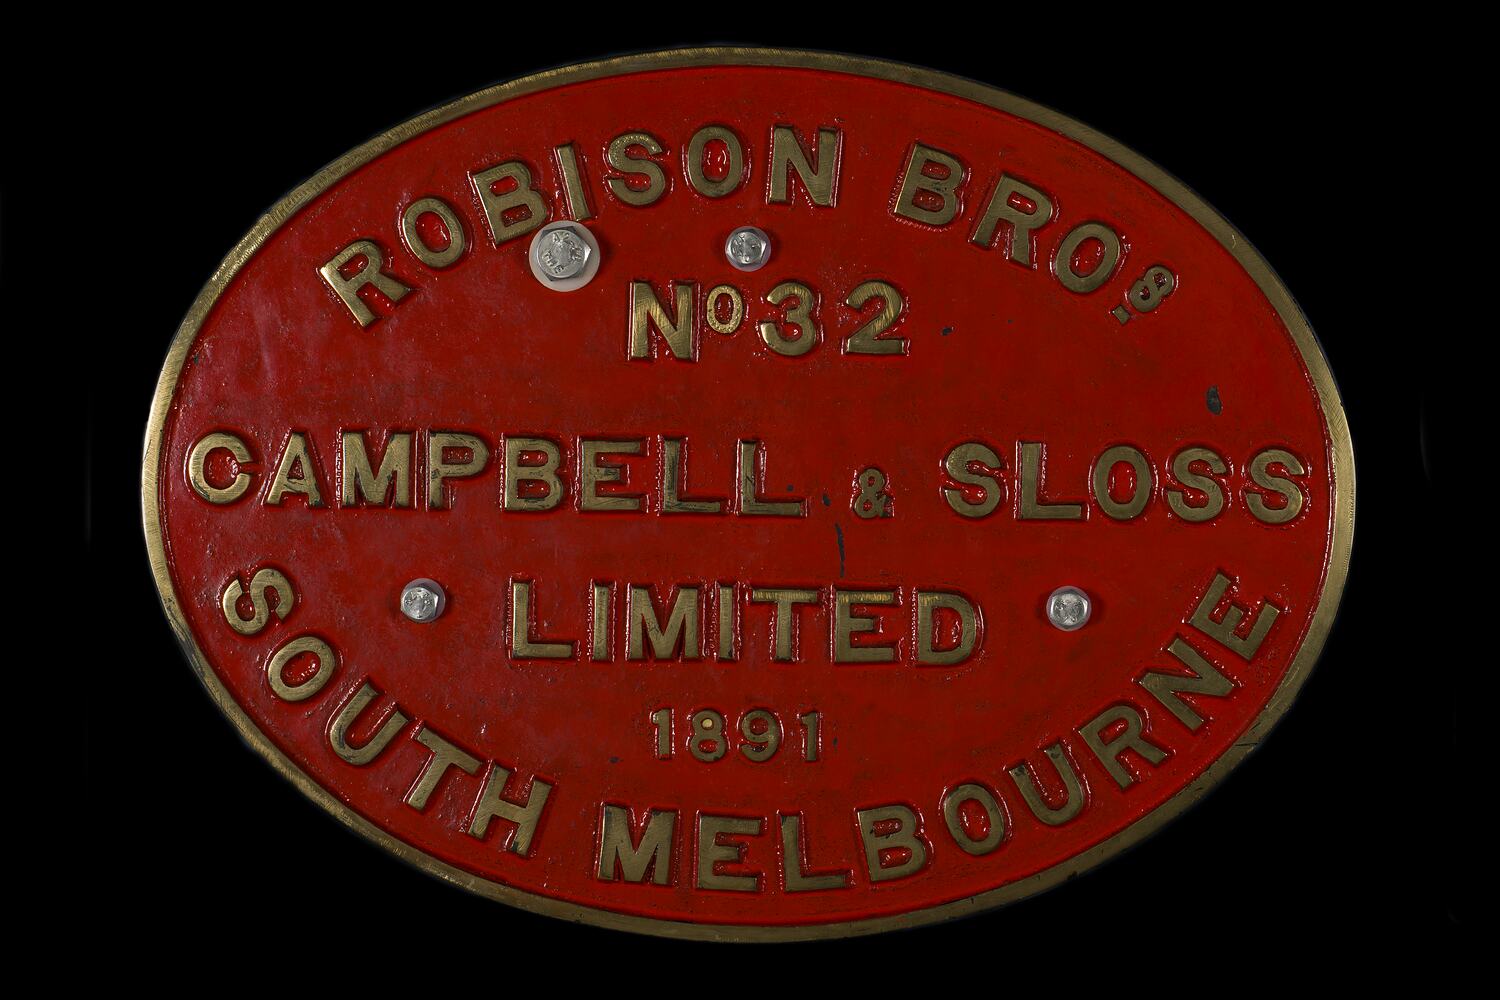 ROBISON BROS.
No 32
CAMPBELL & SLOSS
LIMITED
1891
SOUTH MELBOURNE